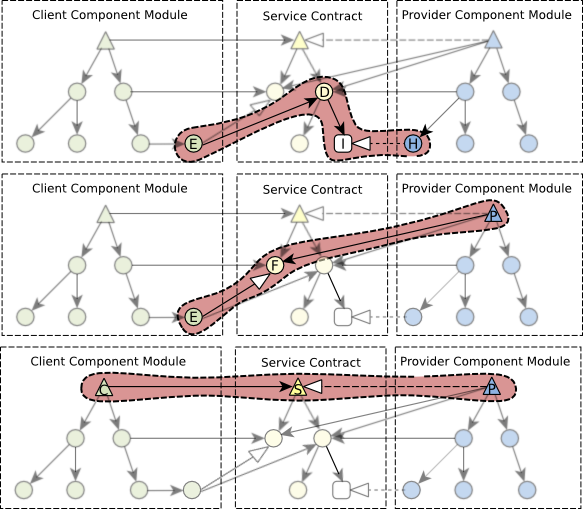 Client Component Module Service Contract Provider Component Module
D
E I H
Client Component Module Service Contract Provider Component Module
P
F
E
Client Component Module Service Contract Provider Component Module
C S P